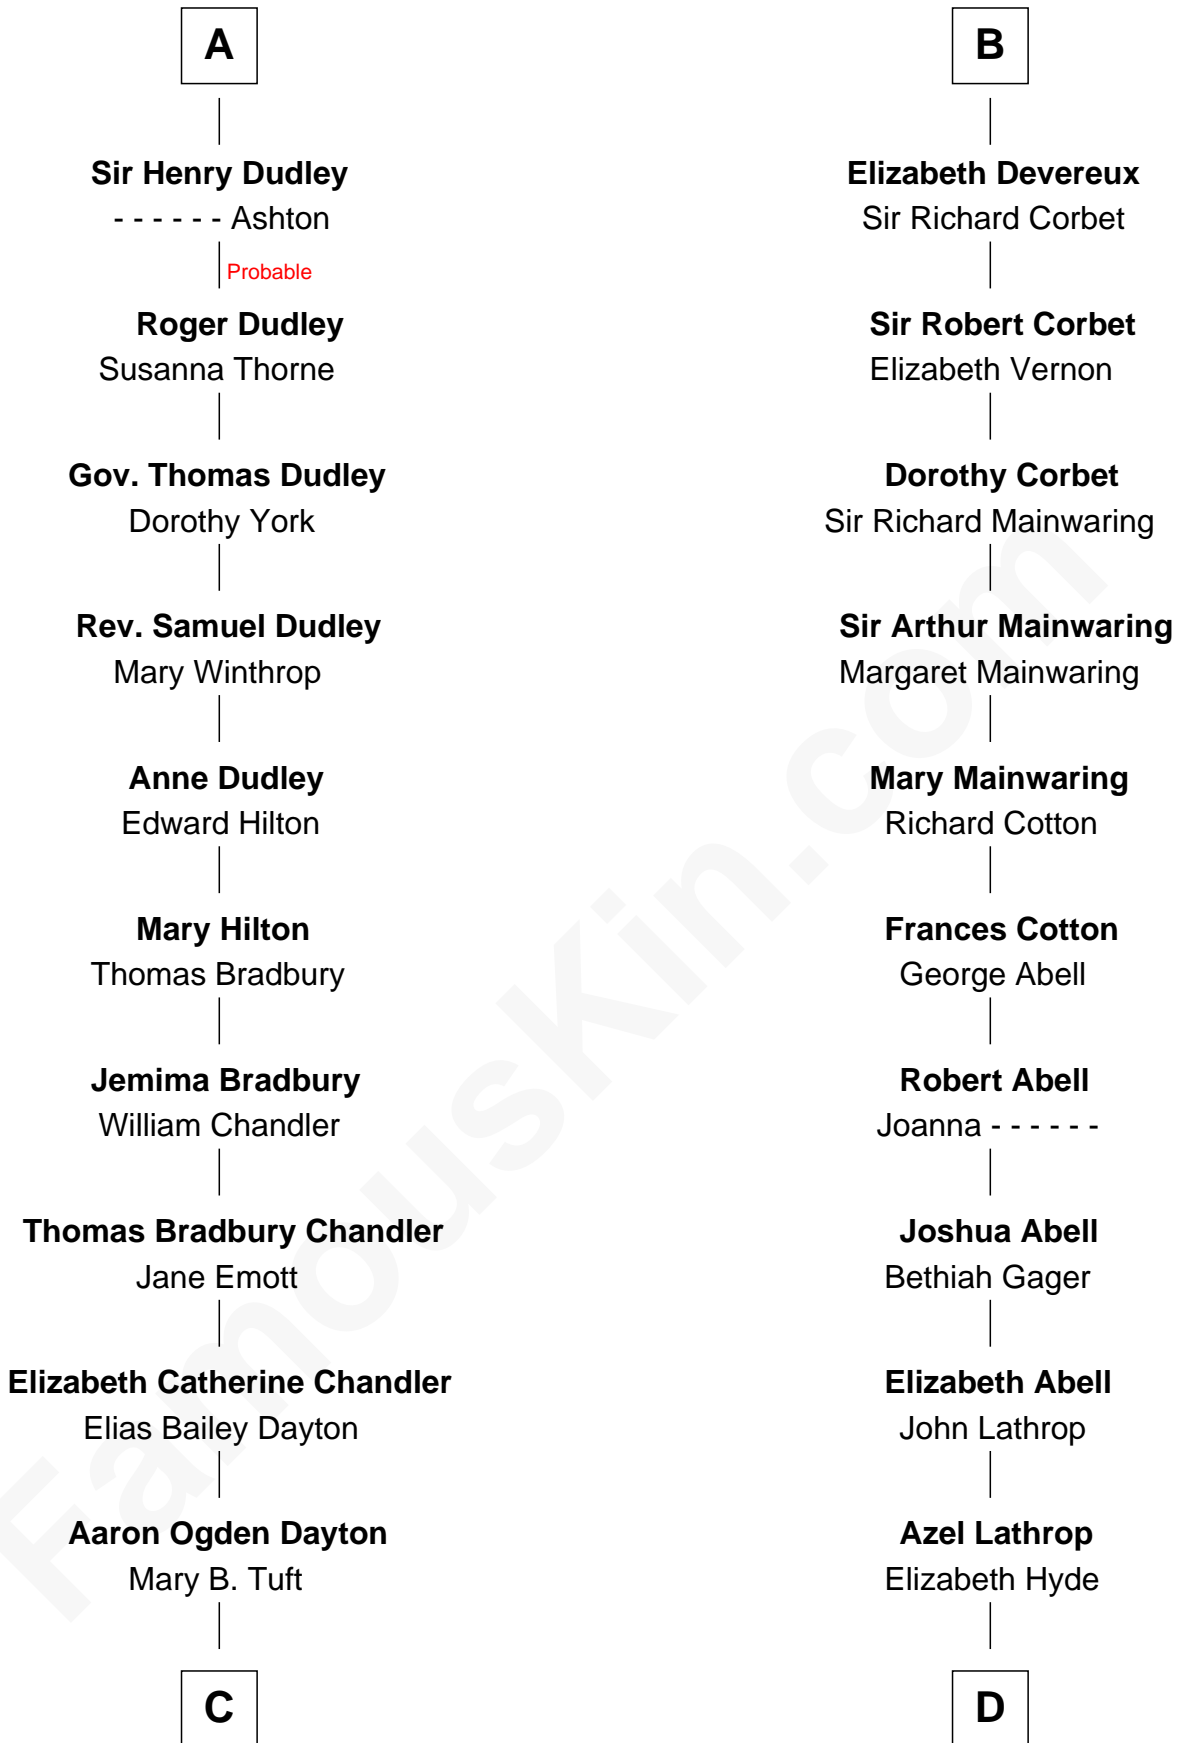 A
Sir Henry Dudley
- - - - - - Ashton
Probable
Roger Dudley
Susanna Thorne
Gov. Thomas Dudley
Dorothy York
Rev. Samuel Dudley
Mary Winthrop
Anne Dudley
Edward Hilton
Mary Hilton
Thomas Bradbury
Jemima Bradbury
William Chandler
Thomas Bradbury Chandler
Jane Emott
Elizabeth Catherine Chandler
Elias Bailey Dayton
Aaron Ogden Dayton
Mary B. Tuft
C
B
Elizabeth Devereux
Sir Richard Corbet
Sir Robert Corbet
Elizabeth Vernon
Dorothy Corbet
Sir Richard Mainwaring
Sir Arthur Mainwaring
Margaret Mainwaring
Mary Mainwaring
Richard Cotton
Frances Cotton
George Abell
Robert Abell
Joanna - - - - - -
Joshua Abell
Bethiah Gager
Elizabeth Abell
John Lathrop
Azel Lathrop
Elizabeth Hyde
D
FamousKin.com